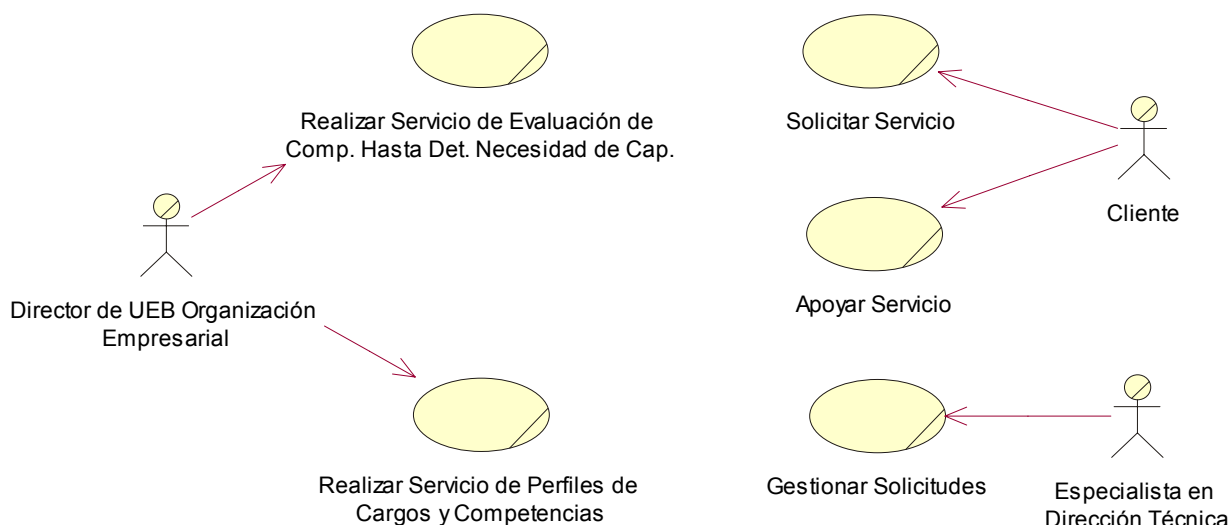 Realizar Servicio de Evaluación de
Comp. Hasta Det. Necesidad de Cap.
Solicitar Servicio
Cliente
Director de UEB Organización
Empresarial
Apoyar Servicio
Realizar Servicio de Perfiles de
Cargos y Competencias
Gestionar Solicitudes
Especialista en
Dirección Técnica